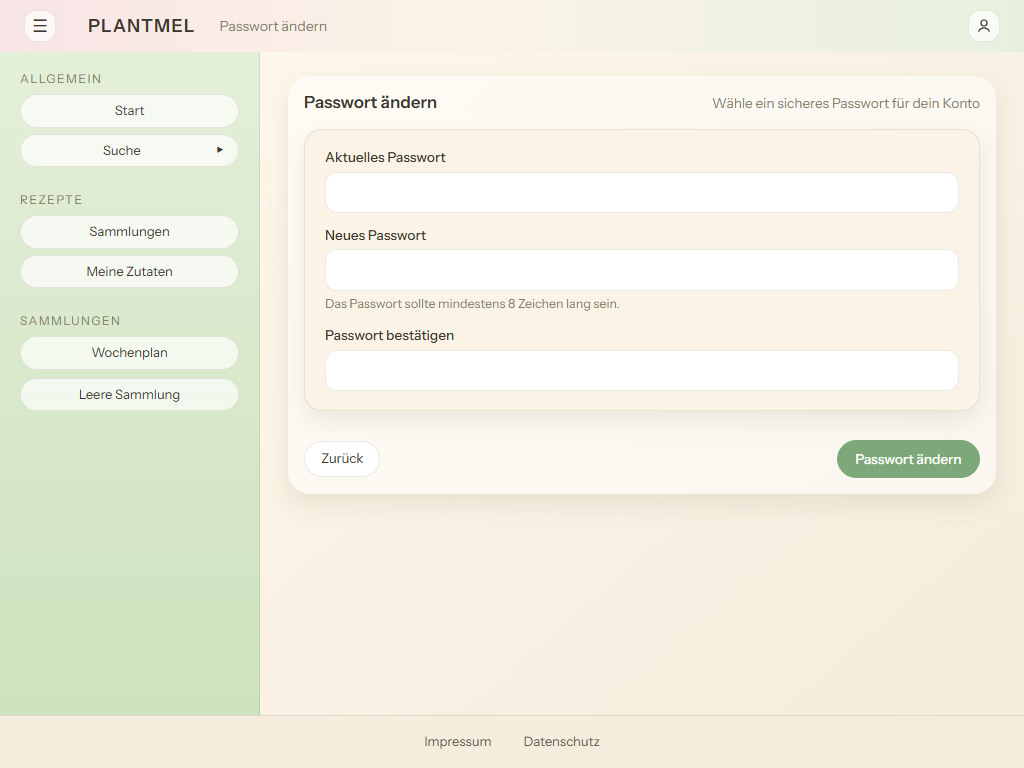 PLANTMEL
Passwort ändern
ALLGEMEIN
Start
Suche
REZEPTE
Sammlungen
Meine Zutaten
SAMMLUNGEN
Wochenplan
Leere Sammlung
Passwort ändern
Wähle ein sicheres Passwort für dein Konto
Aktuelles Passwort
Neues Passwort
Das Passwort sollte mindestens 8 Zeichen lang sein.
Passwort bestätigen
Zurück
Passwort ändern
Impressum
Datenschutz